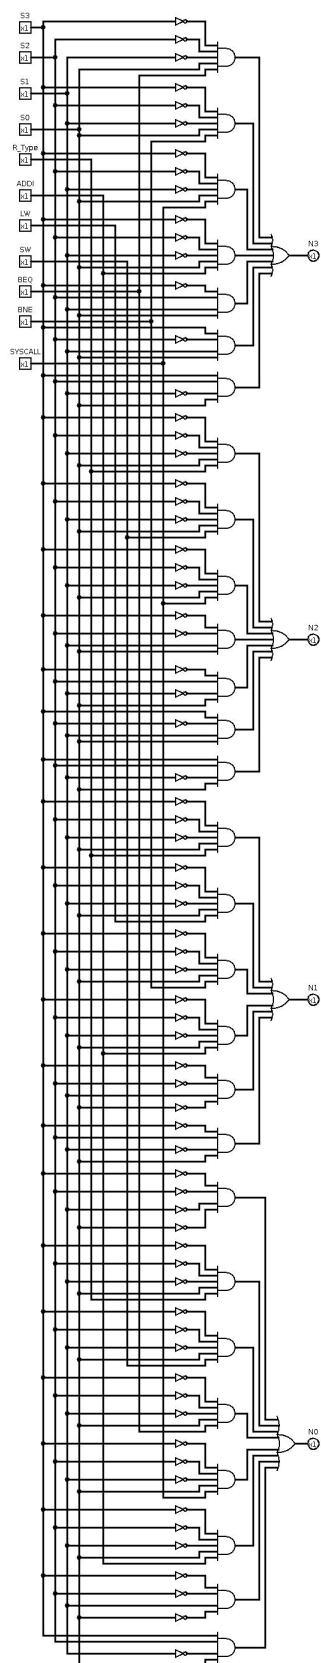 S3
x1
S2
x1
S1
x1
S0
x1
R_Type
x1
ADDI
x1
LW
x1
SW
x1
BEQ
x1
BNE
x1
SYSCALL
x1
N3
x1
N2
x1
N1
x1
N0
x1